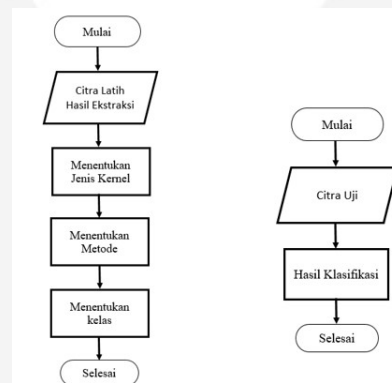 Mulai
Citra Latih
Hasil Ekstraksi
Menentukan
Jenis Kernel
Menentukan
Metode
Menentukan
kelas
Selesai
Mulai
Citra Uji
Hasil Klasifikasi
Selesai